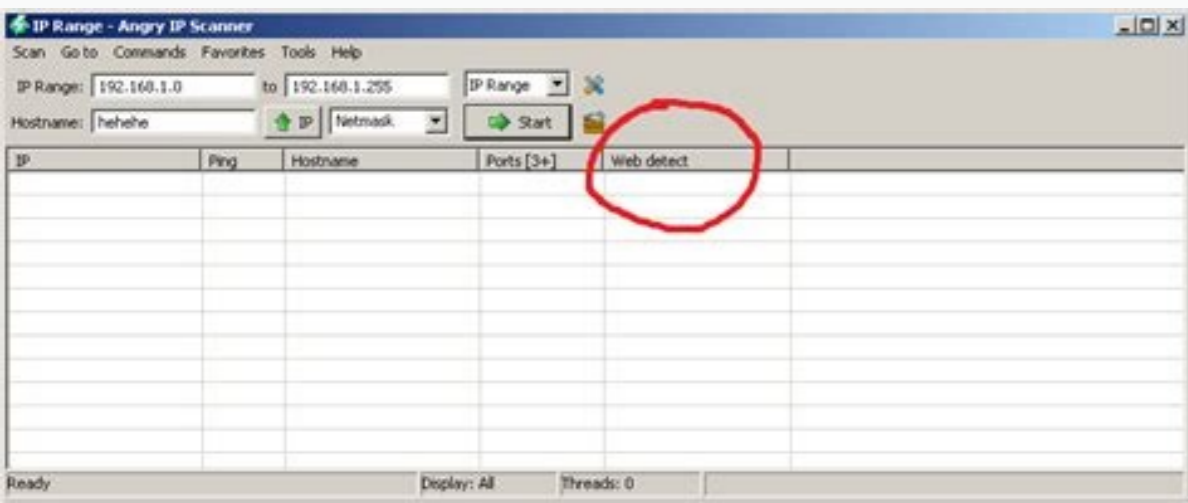 IP Range - Angry IP Scanner
Scan Go to Commands Favorites Tools Help
IP Range: 192.168.1.0 to 192.168.1.255 IP Range
Hostname: hehehe IP Netmask Start
IP Ping Hostname Ports [3+] Web detect
Ready Display: All Threads: 0